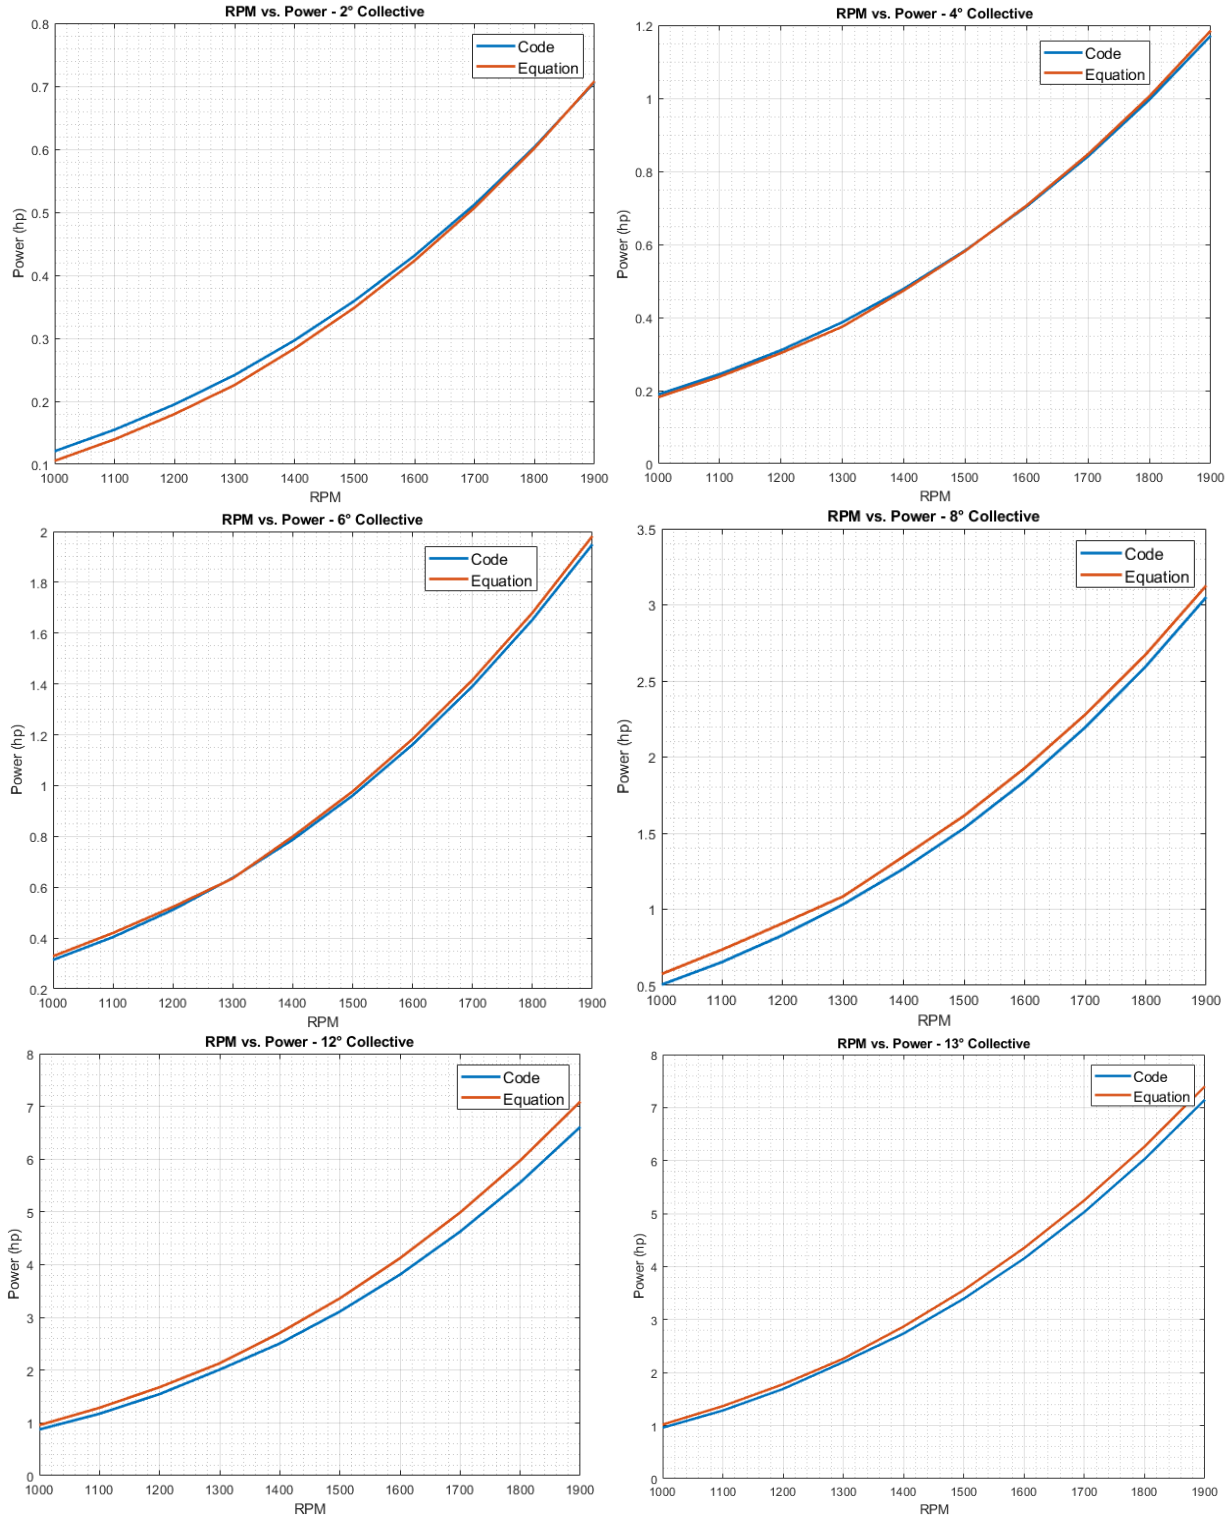 RPM vs. Power - 2° Collective
Code
Equation
0.8
0.7
0.6
0.5
0.4
0.3
0.2
0.1
Power (hp)
1000 1100 1200 1300 1400 1500 1600 1700 1800 1900
RPM
RPM vs. Power - 4° Collective
Code
Equation
1.2
1
0.8
0.6
0.4
0.2
0
Power (hp)
1000 1100 1200 1300 1400 1500 1600 1700 1800 1900
RPM
RPM vs. Power - 6° Collective
Code
Equation
2
1.8
1.6
1.4
1.2
1
0.8
0.6
0.4
0.2
Power (hp)
1000 1100 1200 1300 1400 1500 1600 1700 1800 1900
RPM
RPM vs. Power - 8° Collective
Code
Equation
3.5
3
2.5
2
1.5
1
0.5
Power (hp)
1000 1100 1200 1300 1400 1500 1600 1700 1800 1900
RPM
RPM vs. Power - 12° Collective
Code
Equation
8
7
6
5
4
3
2
1
0
Power (hp)
1000 1100 1200 1300 1400 1500 1600 1700 1800 1900
RPM
RPM vs. Power - 13° Collective
Code
Equation
8
7
6
5
4
3
2
1
0
Power (hp)
1000 1100 1200 1300 1400 1500 1600 1700 1800 1900
RPM